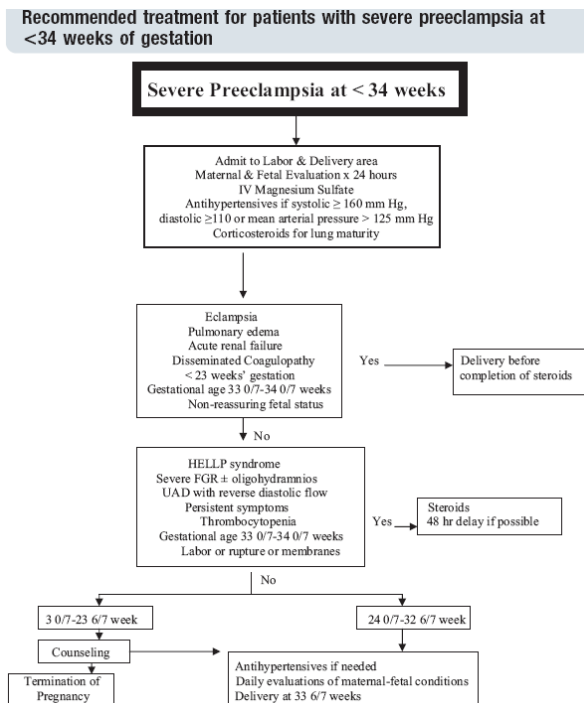 Recommended treatment for patients with severe preeclampsia at
<34 weeks of gestation
Severe Preeclampsia at < 34 weeks
Admit to Labor & Delivery area
Maternal & Fetal Evaluation x 24 hours
IV Magnesium Sulfate
Antihypertensives if systolic ≥ 160 mm Hg,
diastolic ≥110 or mean arterial pressure > 125 mm Hg
Corticosteroids for lung maturity
Eclampsia
Pulmonary edema
Acute renal failure
Disseminated Coagulopathy
< 23 weeks' gestation
Gestational age 33 0/7-34 0/7 weeks
Non-reassuring fetal status
Yes
Delivery before
completion of steroids
No
HELLP syndrome
Severe FGR ± oligohydramnios
UAD with reverse diastolic flow
Persistent symptoms
Thrombocytopenia
Gestational age 33 0/7-34 0/7 weeks
Labor or rupture or membranes
Yes
Steroids
48 hr delay if possible
No
3 0/7-23 6/7 week
24 0/7-32 6/7 week
Counseling
Termination of
Pregnancy
Antihypertensives if needed
Daily evaluations of maternal-fetal conditions
Delivery at 33 6/7 weeks